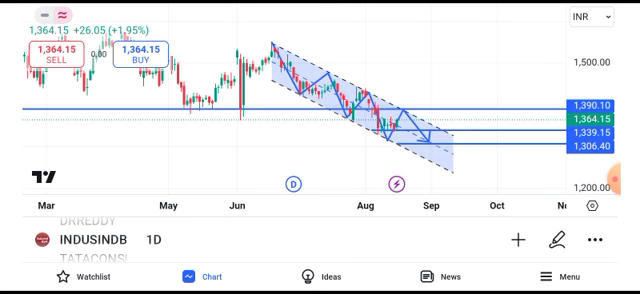 INR
1,364.15 +26.05 (+1.95%)
1,364.15 0.00 1,364.15
SELL BUY
1,500.00
1,390.10
1,364.15
1,339.15
1,306.40
1,200.00
D
Mar May Jun Aug Sep Oct
DRREDDY
INDUSINDB 1D
TATACONS
Watchlist Chart Ideas News Menu